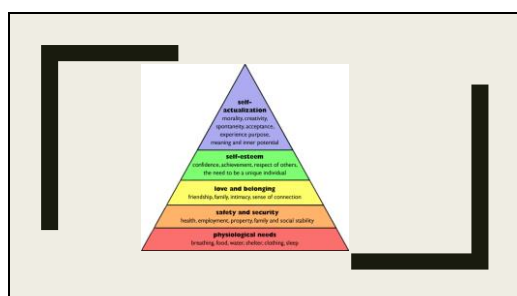 self-
actualization
morality, creativity,
spontaneity, acceptance,
experience purpose,
meaning and inner potential
self-esteem
confidence, achievement, respect of others,
the need to be a unique individual
love and belonging
friendship, family, intimacy, sense of connection
safety and security
health, employment, property, family and social stability
physiological needs
breathing, food, water, shelter, clothing, sleep